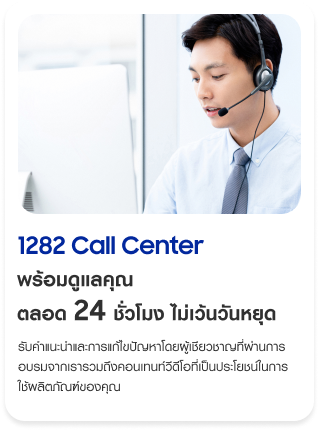 1282 Call Center
พร้อมดูแลคุณ
ตลอด 24 ชั่วโมง ไม่เว้นวันหยุด
รับคำแนะนำและการแก้ไขปัญหาโดยผู้เชี่ยวชาญที่ผ่านการ
อบรมจากเรารวมถึงคอนเทนท์วีดีโอที่เป็นประโยชน์ในการ
ใช้ผลิตภัณฑ์ของคุณ